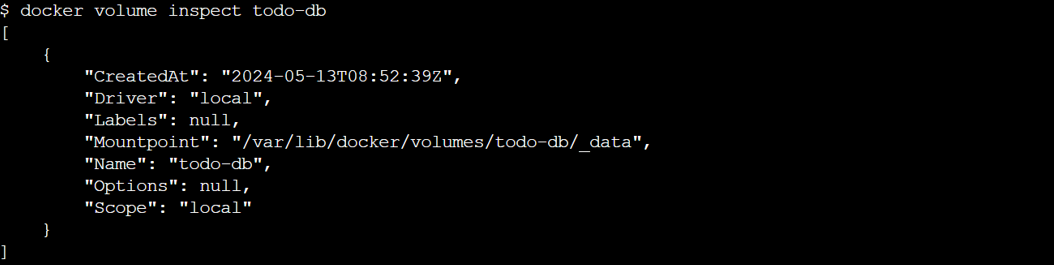 $ docker volume inspect todo-db
[
    {
        "CreatedAt": "2024-05-13T08:52:39Z",
        "Driver": "local",
        "Labels": null,
        "Mountpoint": "/var/lib/docker/volumes/todo-db/_data",
        "Name": "todo-db",
        "Options": null,
        "Scope": "local"
    }
]